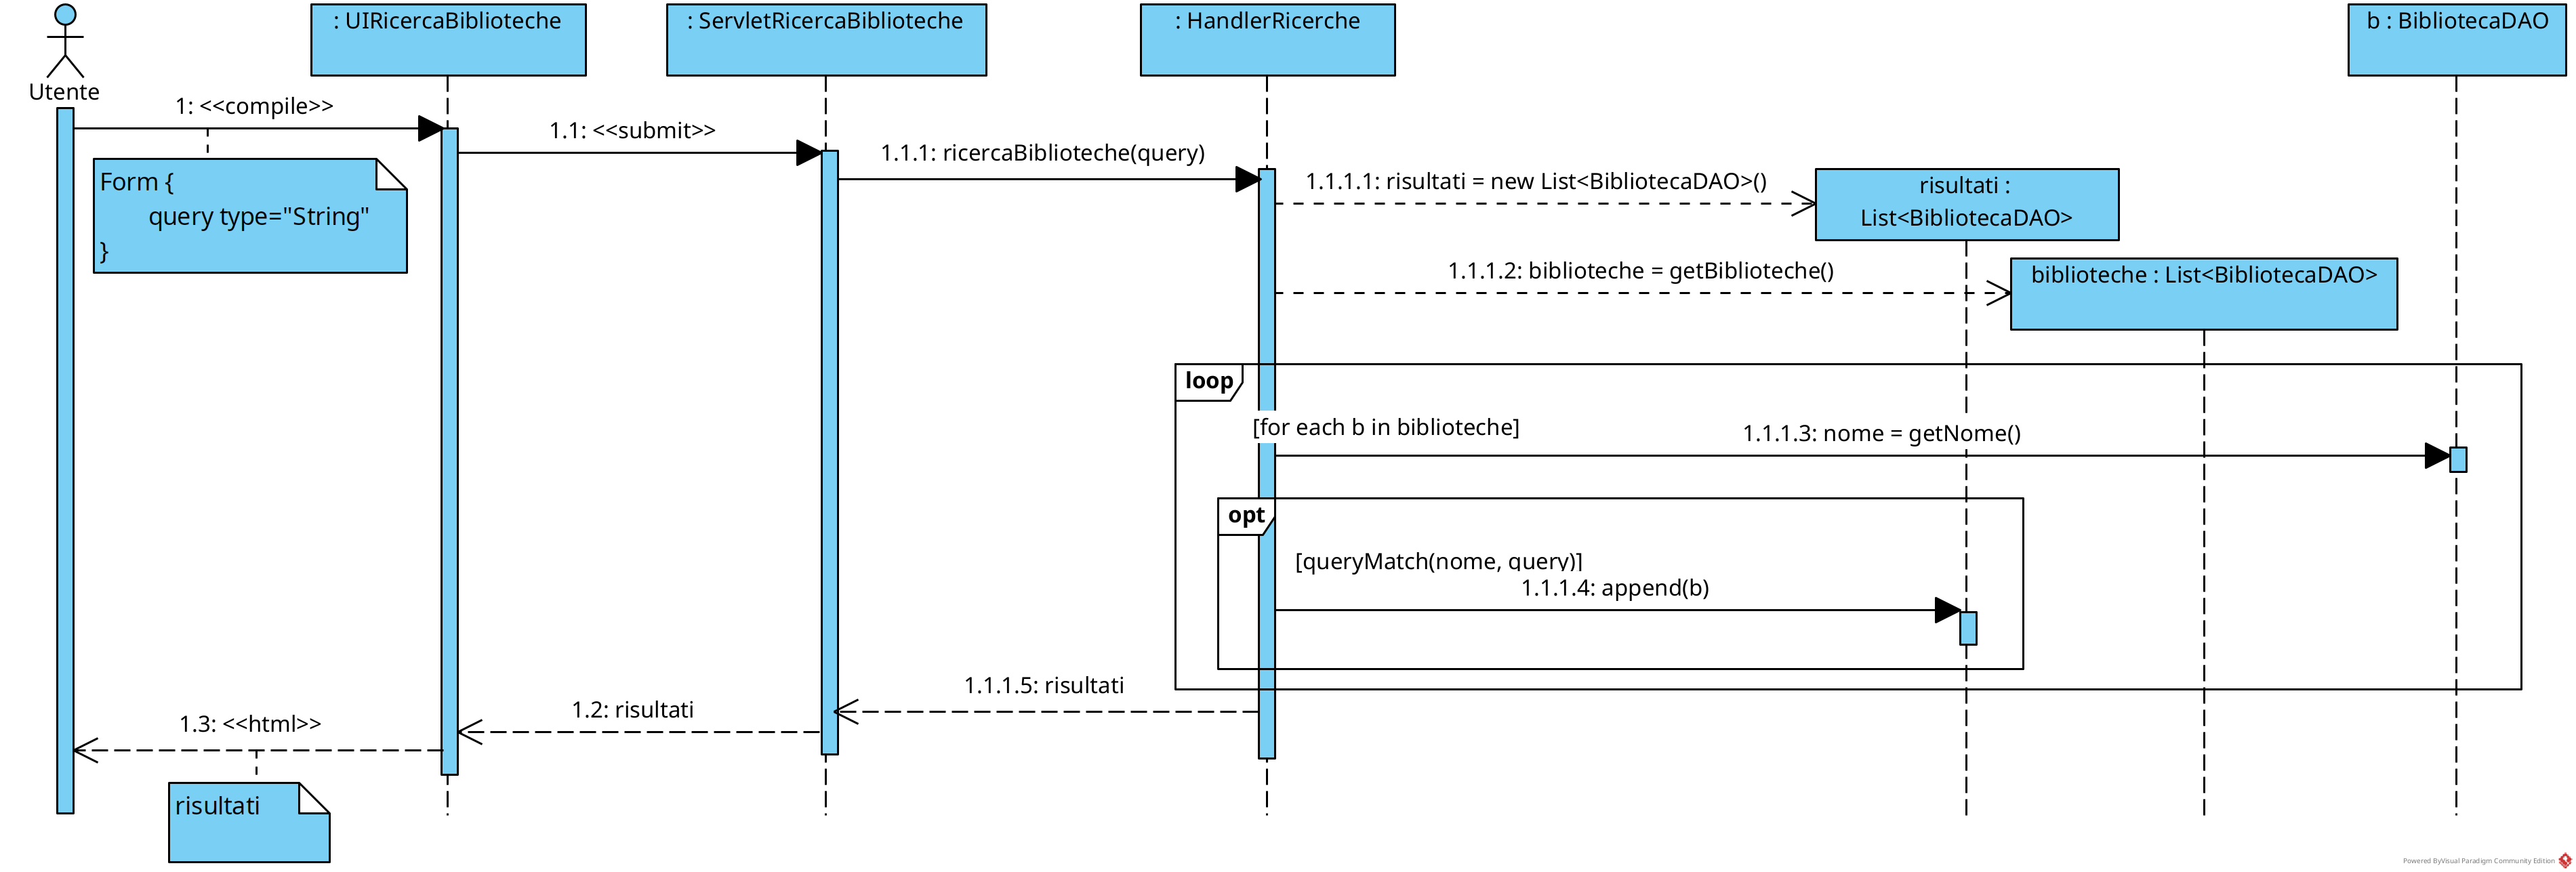 : UIRicercaBiblioteche
: ServletRicercaBiblioteche
: HandlerRicerche
b : BibliotecaDAO
Utente
1: <<compile>>
1.1: <<submit>>
1.1.1: ricercaBiblioteche(query)
Form {
query type="String"
}
1.1.1.1: risultati = new List<BibliotecaDAO>()
risultati :
List<BibliotecaDAO>
1.1.1.2: biblioteche = getBiblioteche()
biblioteche : List<BibliotecaDAO>
loop
[for each b in biblioteche]
1.1.1.3: nome = getNome()
opt
[queryMatch(nome, query)]
1.1.1.4: append(b)
1.1.1.5: risultati
1.2: risultati
1.3: <<html>>
risultati
Powered ByVisual Paradigm Community Edition